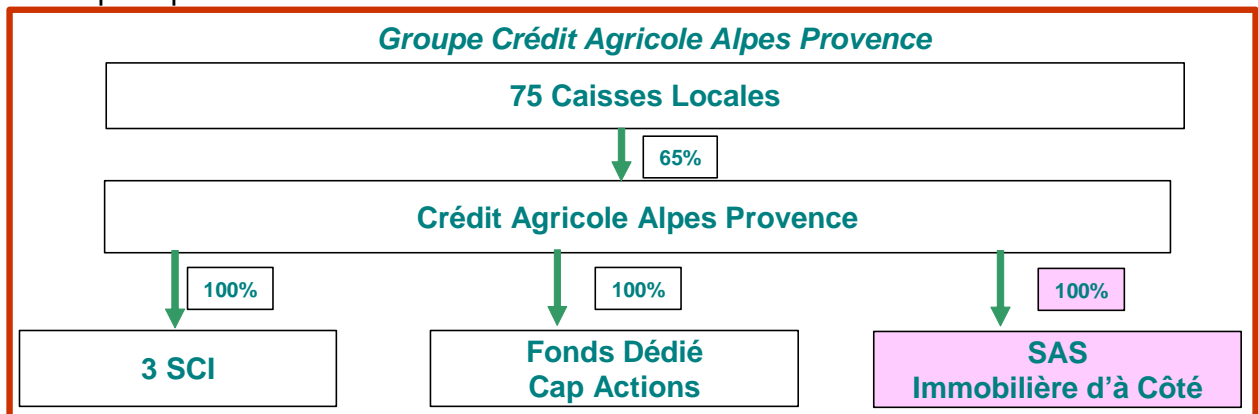 Groupe Crédit Agricole Alpes Provence
75 Caisses Locales
65%
Crédit Agricole Alpes Provence
100%
100%
100%
3 SCI
Fonds Dédié
Cap Actions
SAS
Immobilière d'à Côté